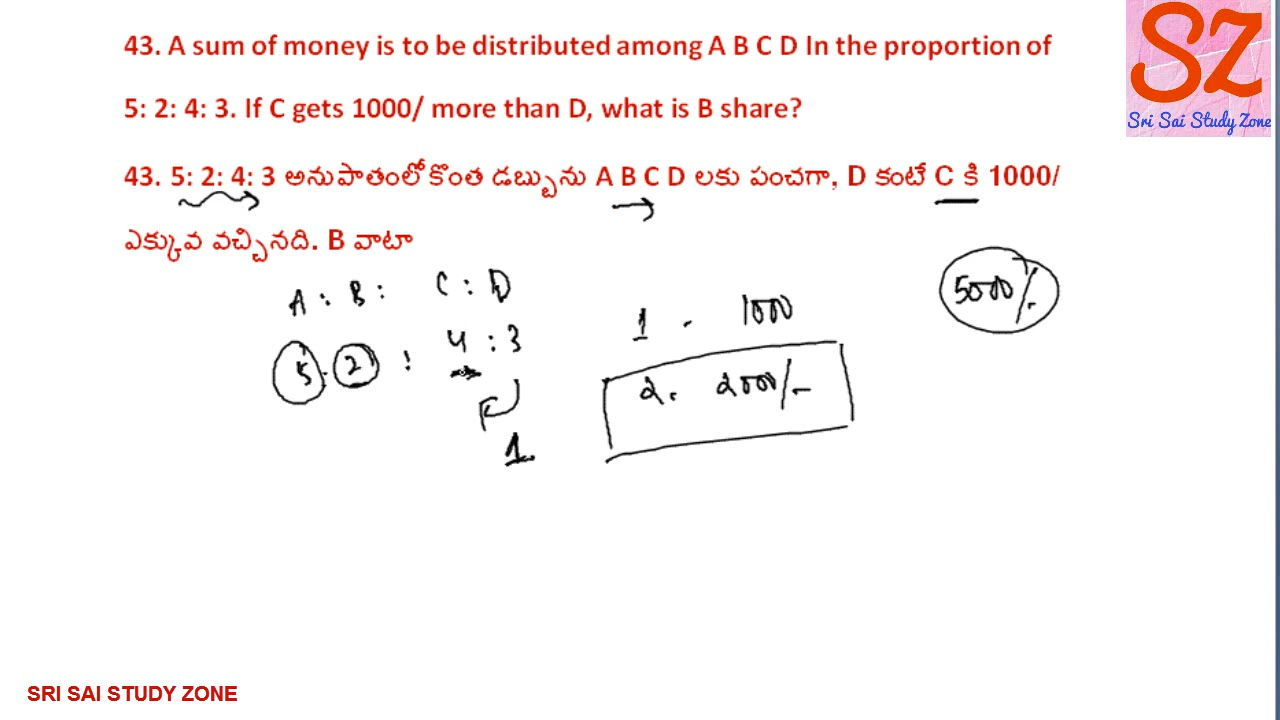 SZ
Sri Sai Study Zone
43. A sum of money is to be distributed among A B C D In the proportion of
5: 2: 4: 3. If C gets 1000/ more than D, what is B share?
43. 5: 2: 4: 3 అనుపాతంలో కొంత డబ్బును A B C D లకు పంచగా, D కంటే C కి 1000/
ఎక్కువ వచ్చినది. B వాటా
A : B : C : D
5000/-
1 - 1000
5 : 2 : 4 : 3
2. 2000/-
1
SRI SAI STUDY ZONE